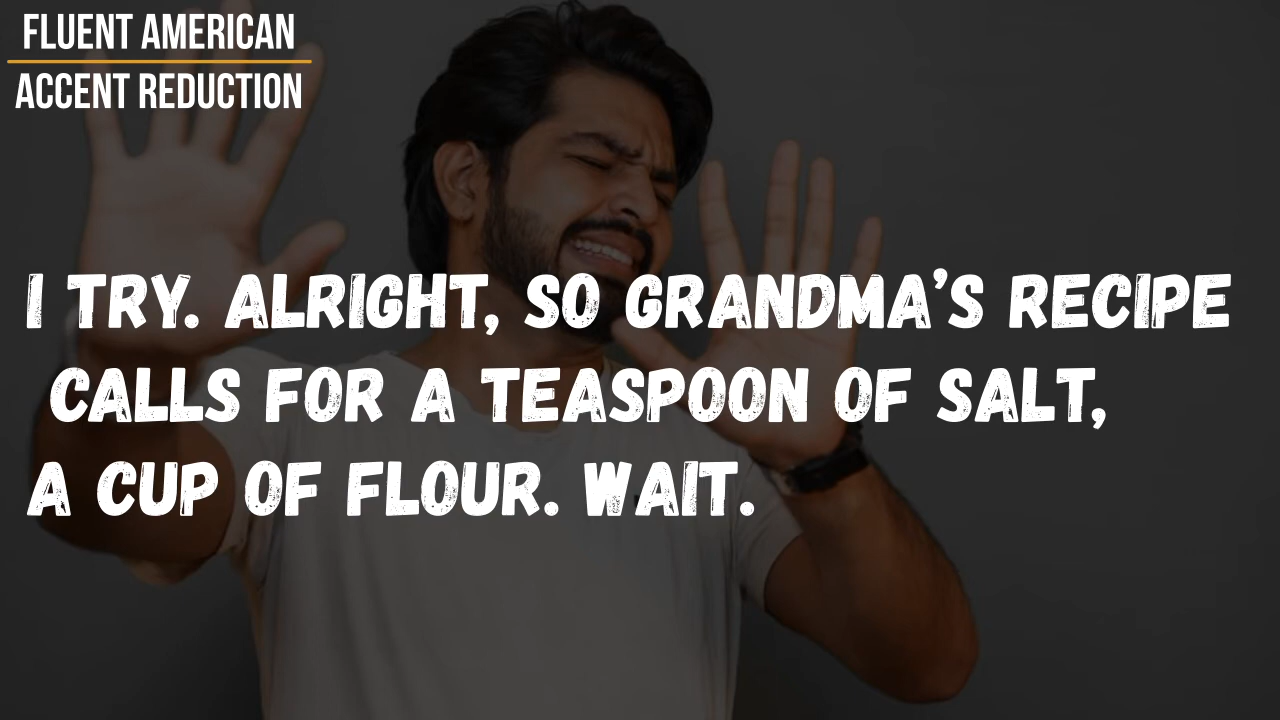 FLUENT AMERICAN
ACCENT REDUCTION
I TRY. ALRIGHT, SO GRANDMA’S RECIPE
CALLS FOR A TEASPOON OF SALT,
A CUP OF FLOUR. WAIT.